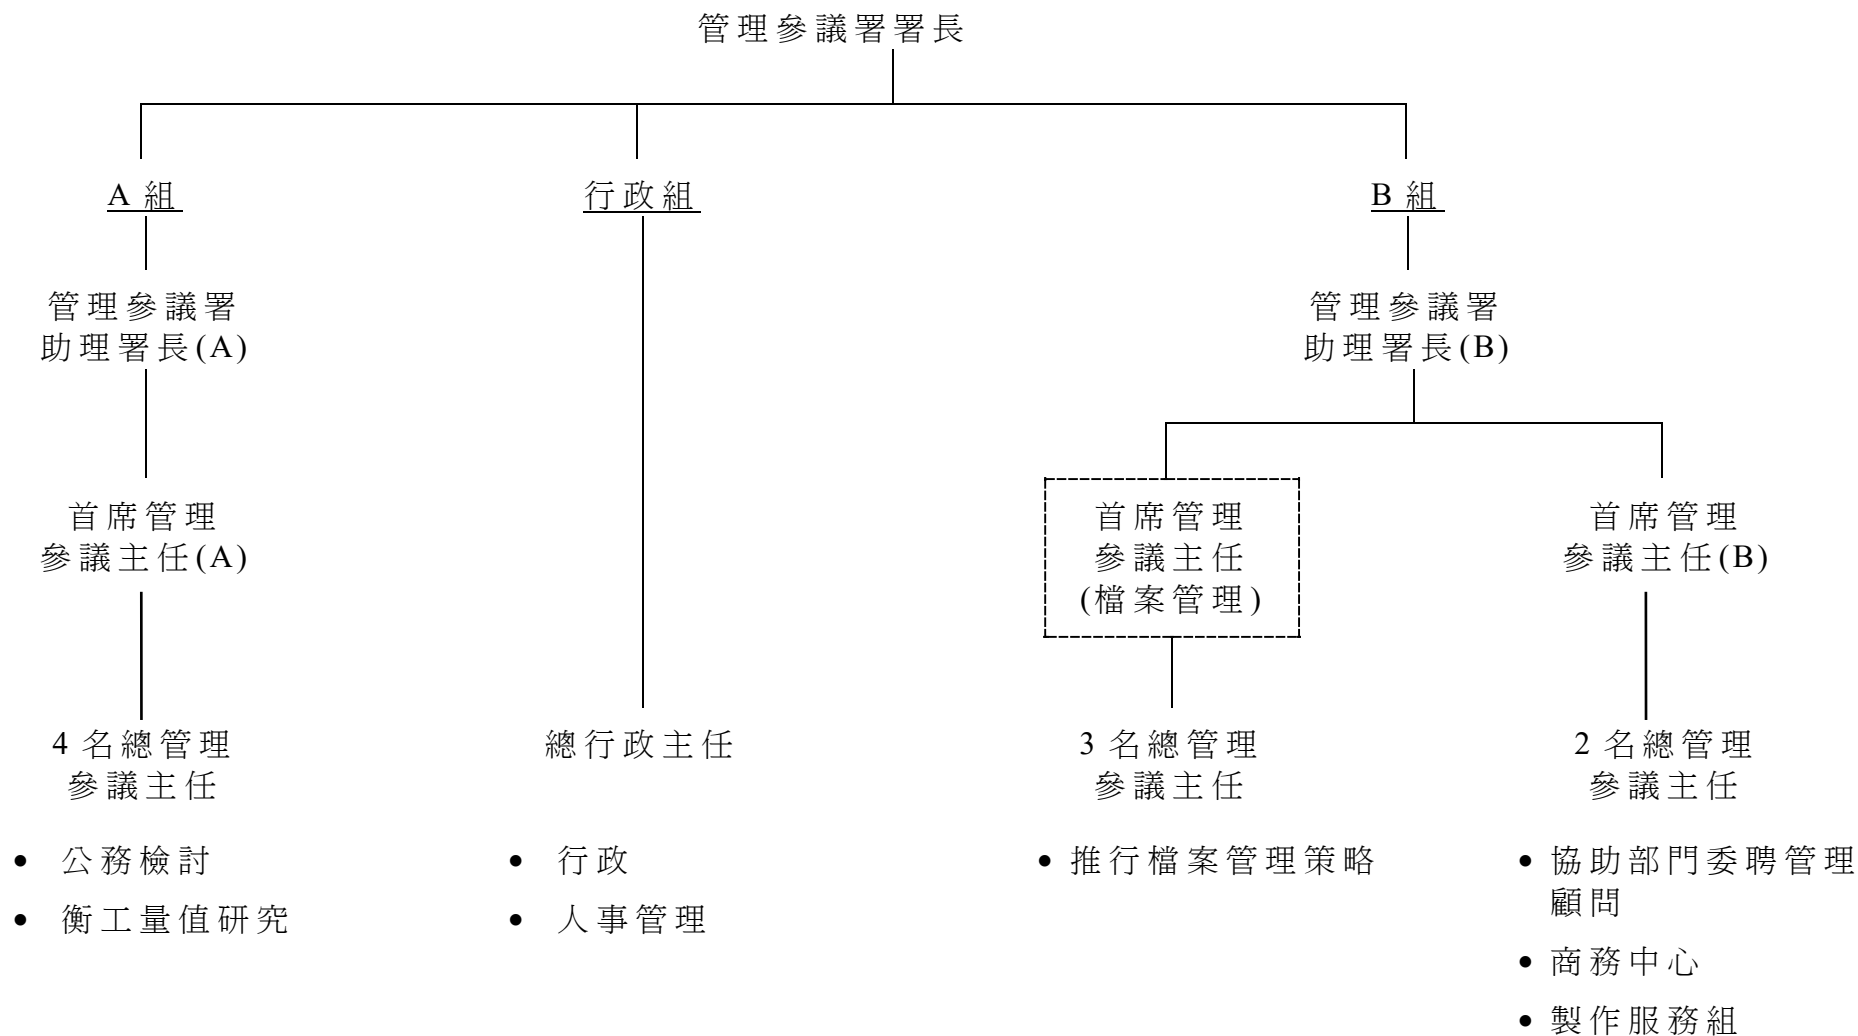 管理參議署署長
A 組
行政組
B 組
管理參議署
助理署長(A)
管理參議署
助理署長(B)
首席管理
參議主任(A)
首席管理
參議主任
(檔案管理)
首席管理
參議主任(B)
4 名總管理
參議主任
總行政主任
3 名總管理
參議主任
2 名總管理
參議主任
• 公務檢討
• 衡工量值研究
• 行政
• 人事管理
• 推行檔案管理策略
• 協助部門委聘管理
顧問
• 商務中心
• 製作服務組